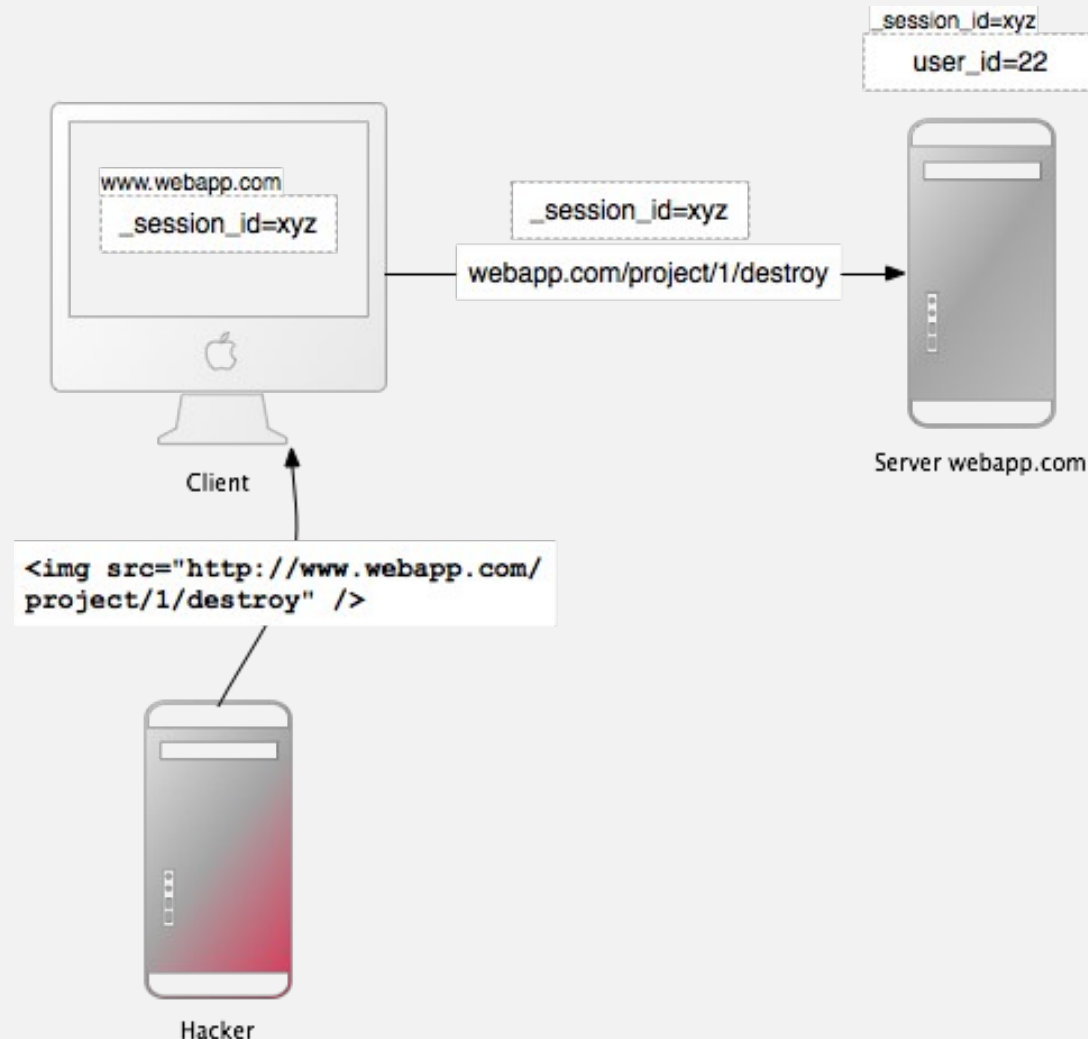 _session_id=xyz
user_id=22
www.webapp.com
_session_id=xyz
_session_id=xyz
webapp.com/project/1/destroy
Server webapp.com
Client
<img src="http://www.webapp.com/
project/1/destroy" />
Hacker